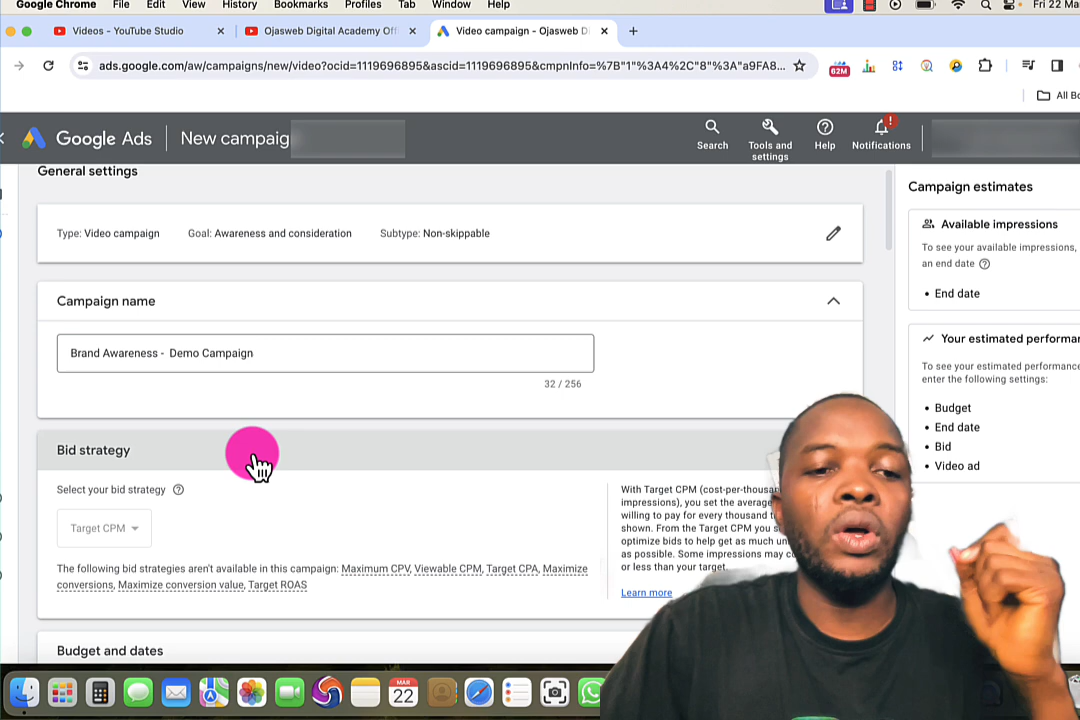 Google Chrome File Edit View History Bookmarks Profiles Tab Window Help Fri 22 Mar
Videos - YouTube Studio
Ojasweb Digital Academy Off
Video campaign - Ojasweb Di
ads.google.com/aw/campaigns/new/video?ocid=1119696895&ascid=1119696895&cmpnInfo=%7B"1"%3A4%2C"8"%3A"a9FA8...
62M
All Bo
Google Ads
New campaig
Search
Tools and settings
Help
!
Notifications
General settings
Type: Video campaign Goal: Awareness and consideration Subtype: Non-skippable
Campaign name
Brand Awareness - Demo Campaign
32 / 256
Bid strategy
Select your bid strategy
Target CPM
The following bid strategies aren't available in this campaign: Maximum CPV, Viewable CPM, Target CPA, Maximize
conversions, Maximize conversion value, Target ROAS
With Target CPM (cost-per-thousan
impressions), you set the average
willing to pay for every thousand t
shown. From the Target CPM you s
optimize bids to help get as much un
as possible. Some impressions may c
or less than your target.
Learn more
Budget and dates
Campaign estimates
Available impressions
To see your available impressions,
an end date
• End date
Your estimated performan
To see your estimated performance
enter the following settings:
• Budget
• End date
• Bid
• Video ad
MAR
22